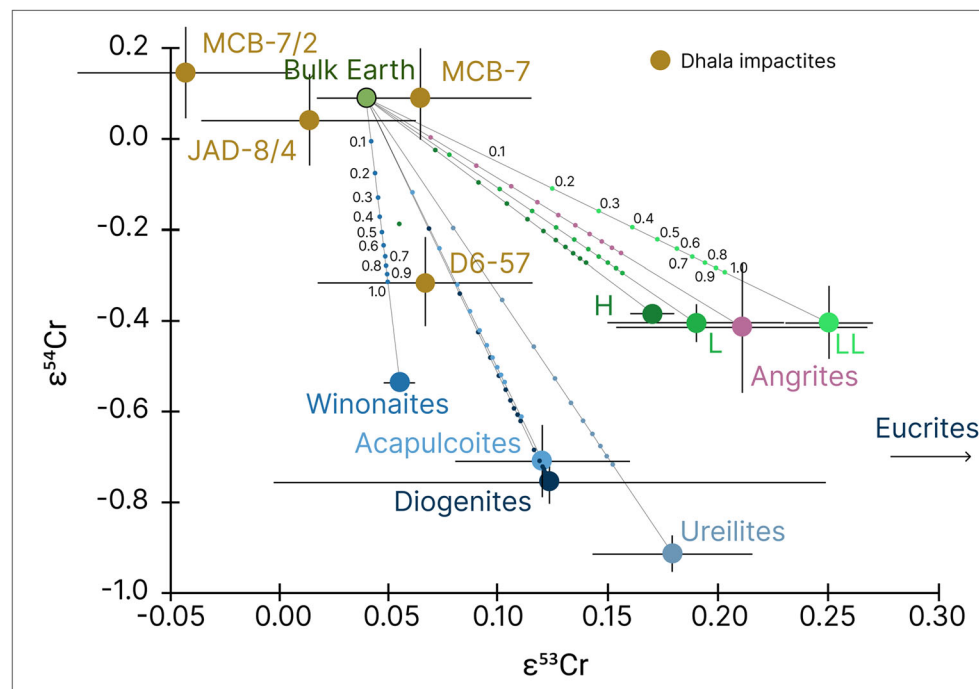 0.2
MCB-7/2
Bulk Earth
MCB-7
Dhala impactites
0.0
JAD-8/4
0.1
0.2
0.3
0.4
0.5
0.6
0.7
0.8
0.9
1.0
0.1
0.2
0.3
0.4
0.5
0.6
0.7
0.8
0.9
1.0
-0.2
D6-57
-0.4
H
L
LL
Angrites
Winonaites
-0.6
Acapulcoites
Eucrites
Diogenites
-0.8
Ureilites
-1.0
-0.05
0.00
0.05
0.10
0.15
0.20
0.25
0.30
ε⁵⁴Cr
ε⁵³Cr